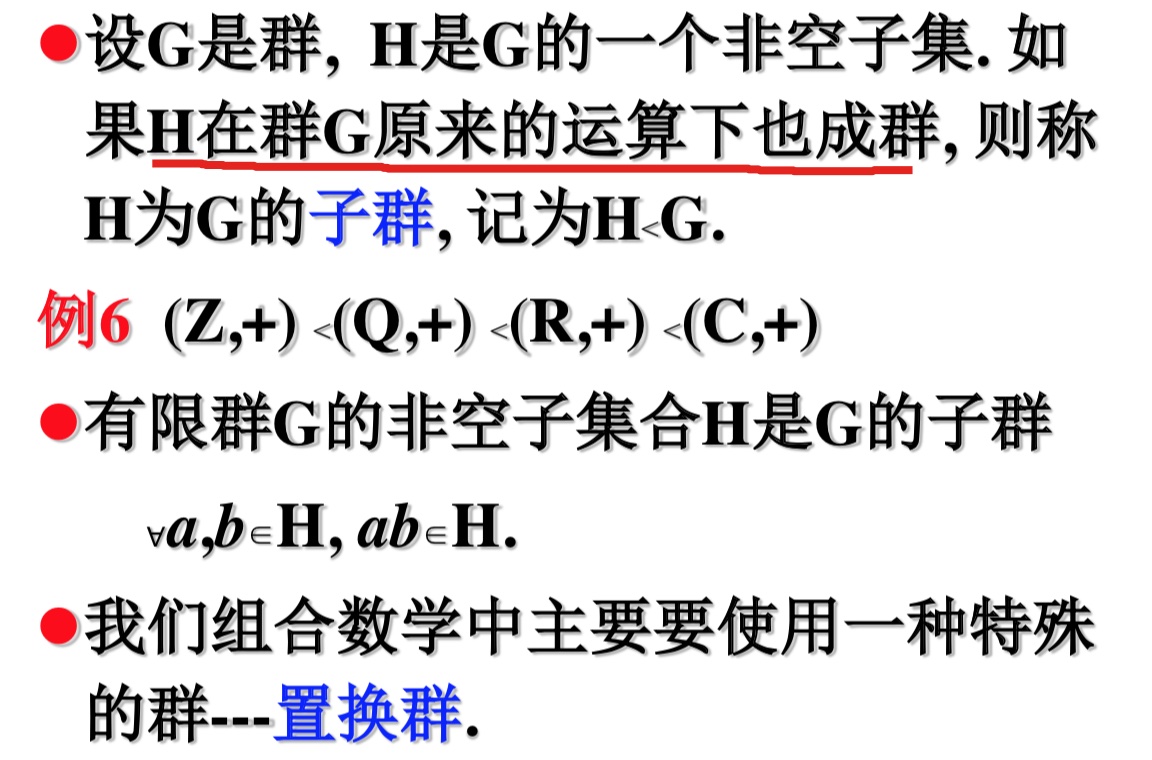 ●设G是群, H是G的一个非空子集. 如
果H在群G原来的运算下也成群, 则称
H为G的子群, 记为H<G.
例6 (Z,+) <(Q,+) <(R,+) <(C,+)
●有限群G的非空子集合H是G的子群
∀a,b∈H, ab∈H.
●我们组合数学中主要要使用一种特殊
的群---置换群.